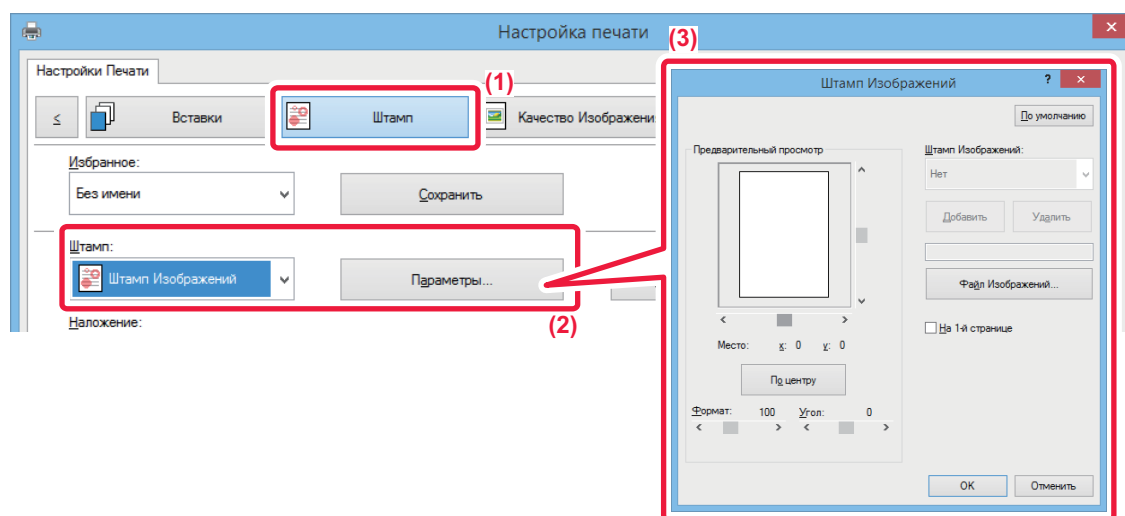 Настройка печати
(3)
Настройки Печати
(1)
<
Вставки
Штамп
Качество Изображени
Избранное:
Без имени
Сохранить
Штамп:
Штамп Изображений
Параметры...
(2)
Наложение:
Штамп Изображений
?
По умолчанию
Предварительный просмотр
Штамп Изображений:
Нет
Добавить
Удалить
Файл Изображений...
На 1-й странице
Место: x: 0 y: 0
По центру
Формат: 100 Угол: 0
OK
Отменить